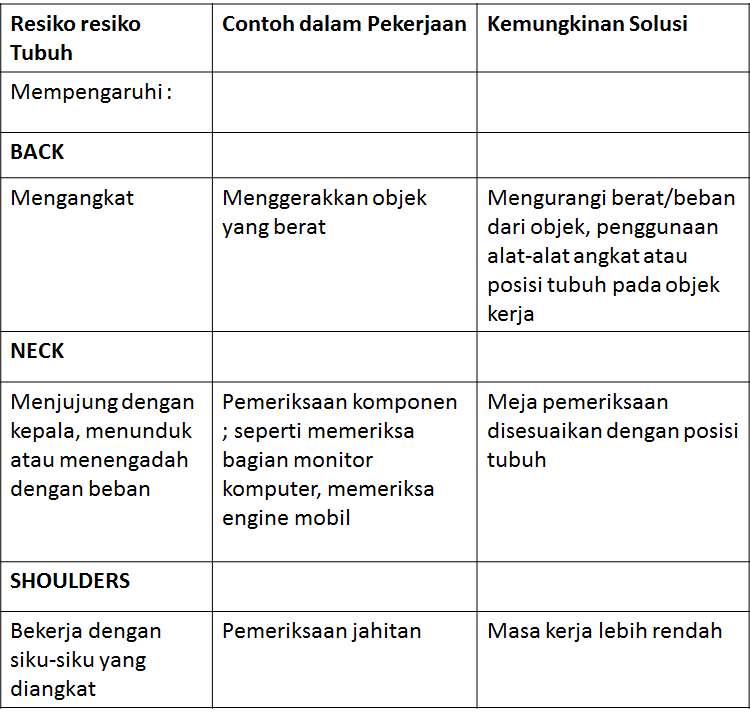 Resiko resiko
Tubuh
Contoh dalam Pekerjaan
Kemungkinan Solusi
Mempengaruhi :
BACK
Mengangkat
Menggerakkan objek
yang berat
Mengurangi berat/beban
dari objek, penggunaan
alat-alat angkat atau
posisi tubuh pada objek
kerja
NECK
Menjujung dengan
kepala, menunduk
atau menengadah
dengan beban
Pemeriksaan komponen
; seperti memeriksa
bagian monitor
komputer, memeriksa
engine mobil
Meja pemeriksaan
disesuaikan dengan posisi
tubuh
SHOULDERS
Bekerja dengan
siku-siku yang
diangkat
Pemeriksaan jahitan
Masa kerja lebih rendah